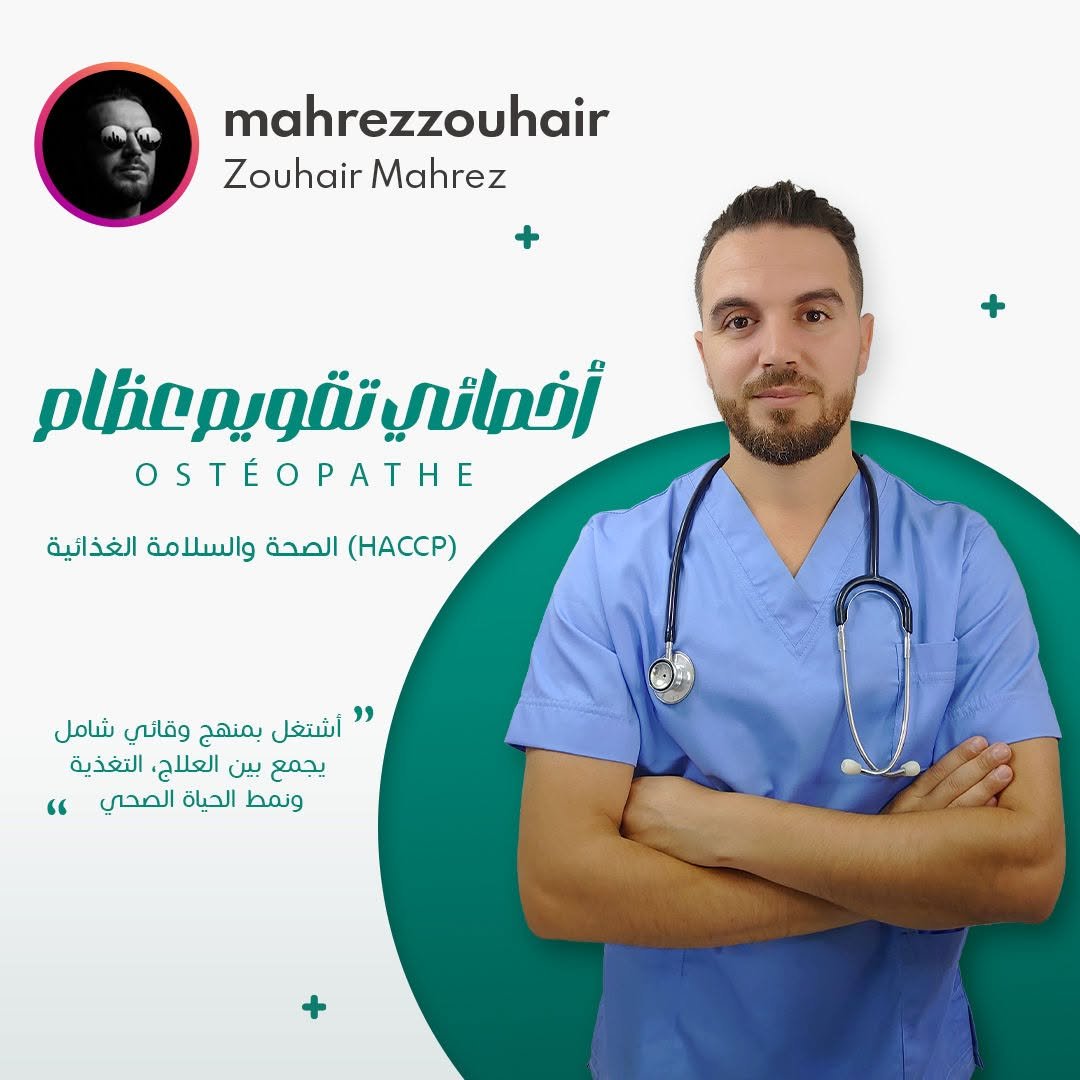 mahrezzouhair
Zouhair Mahrez
أخصائي تقويم عظام
OSTÉOPATHE
الصحة والسلامة الغذائية (HACCP)
” أشتغل بمنهج وقائي شامل
يجمع بين العلاج، التغذية
ونمط الحياة الصحي “